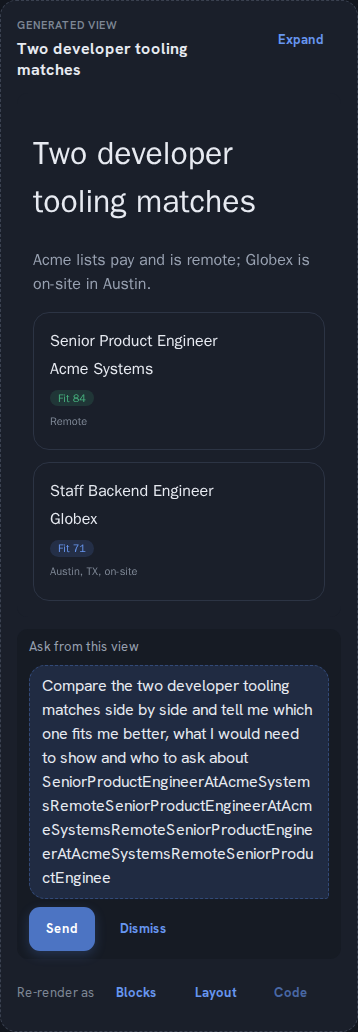 GENERATED VIEW
Two developer tooling
matches
Expand
Two developer
tooling matches
Acme lists pay and is remote; Globex is
on-site in Austin.
Senior Product Engineer
Acme Systems
Fit 84
Remote
Staff Backend Engineer
Globex
Fit 71
Austin, TX, on-site
Ask from this view
Compare the two developer tooling
matches side by side and tell me which
one fits me better, what I would need
to show and who to ask about
SeniorProductEngineerAtAcmeSystem
sRemoteSeniorProductEngineerAtAcm
eSystemsRemoteSeniorProductEngine
erAtAcmeSystemsRemoteSeniorProdu
ctEnginee
Send
Dismiss
Re-render as
Blocks
Layout
Code